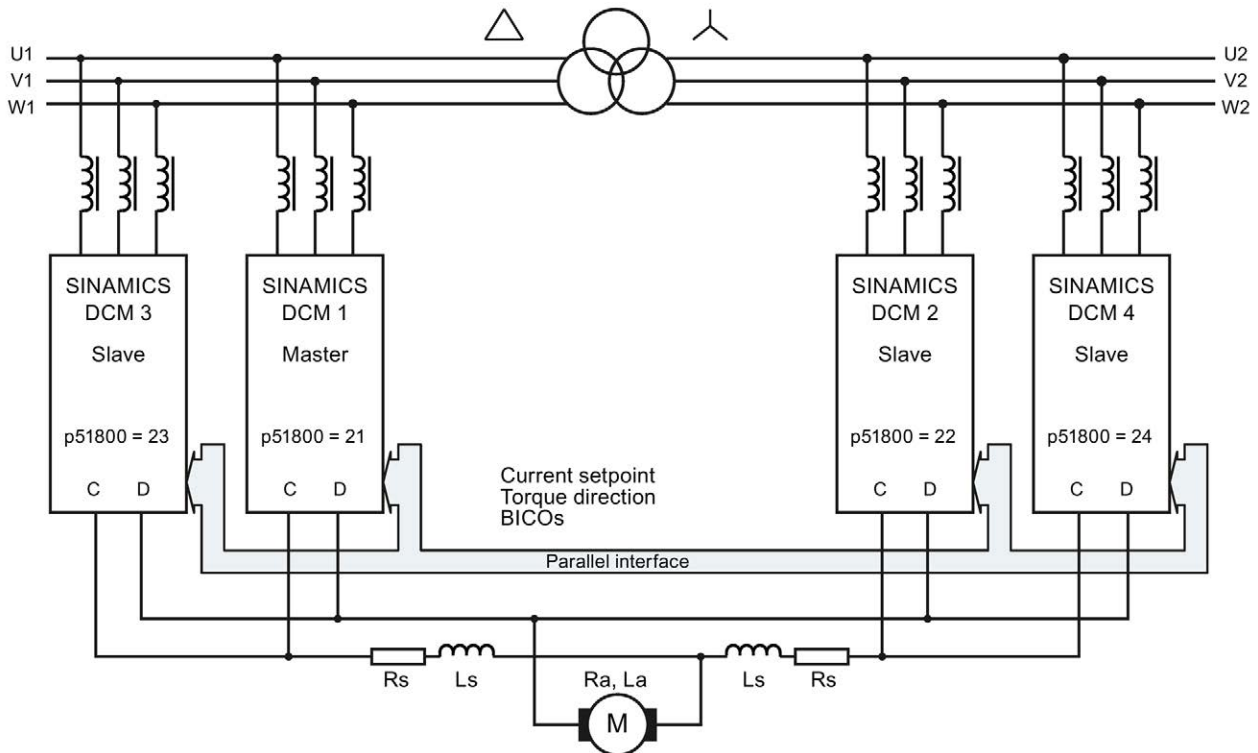 U1
V1
W1
U2
V2
W2
SINAMICS
DCM 3
Slave
p51800 = 23
C D
SINAMICS
DCM 1
Master
p51800 = 21
C D
SINAMICS
DCM 2
Slave
p51800 = 22
C D
SINAMICS
DCM 4
Slave
p51800 = 24
C D
Current setpoint
Torque direction
BICOs
Parallel interface
Rs Ls Ra, La Ls Rs
M